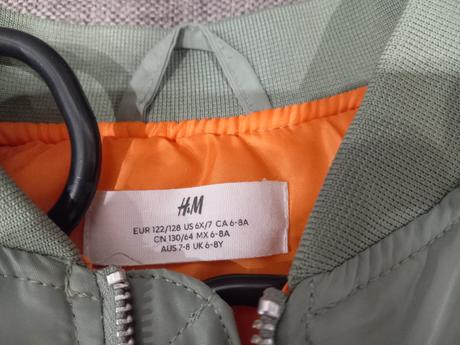 H&M
EUR 122/128 US 6X/7 CA 6-8A
CN 130/64 MX 6-8A
AUS 7-8 UK 6-8Y